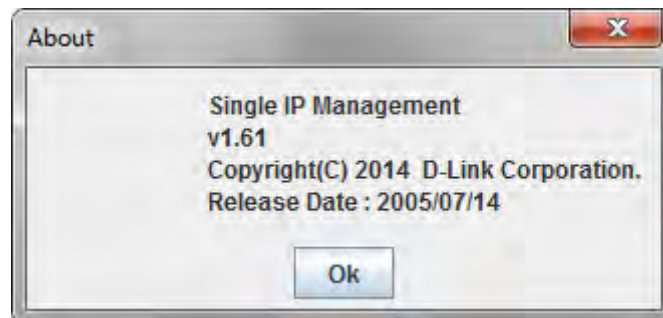 About
Single IP Management
v1.61
Copyright(C) 2014 D-Link Corporation.
Release Date : 2005/07/14
Ok